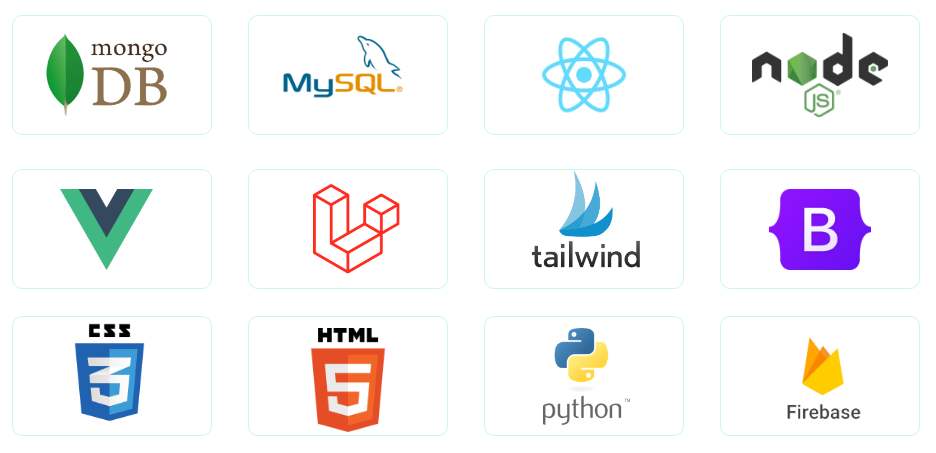 mongo
DB
MySQL®
node
JS®
tailwind
B
CSS
3
HTML
5
python™
Firebase